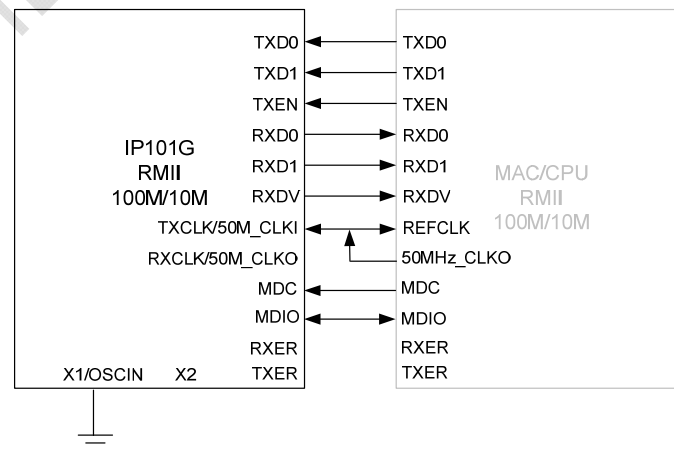 TXD0
TXD1
TXEN
RXD0
RXD1
RXDV
TXCLK/50M_CLKI
RXCLK/50M_CLKO
MDC
MDIO
RXER
TXER
IP101G
RMII
100M/10M
X1/OSCIN X2
TXD0
TXD1
TXEN
RXD0
RXD1
RXDV
REFCLK
50MHz_CLKO
MDC
MDIO
RXER
TXER
MAC/CPU
RMII
100M/10M